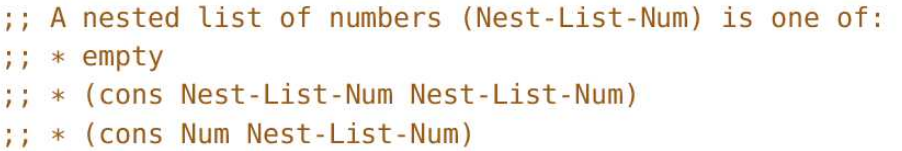 ;; A nested list of numbers (Nest-List-Num) is one of:
;; * empty
;; * (cons Nest-List-Num Nest-List-Num)
;; * (cons Num Nest-List-Num)